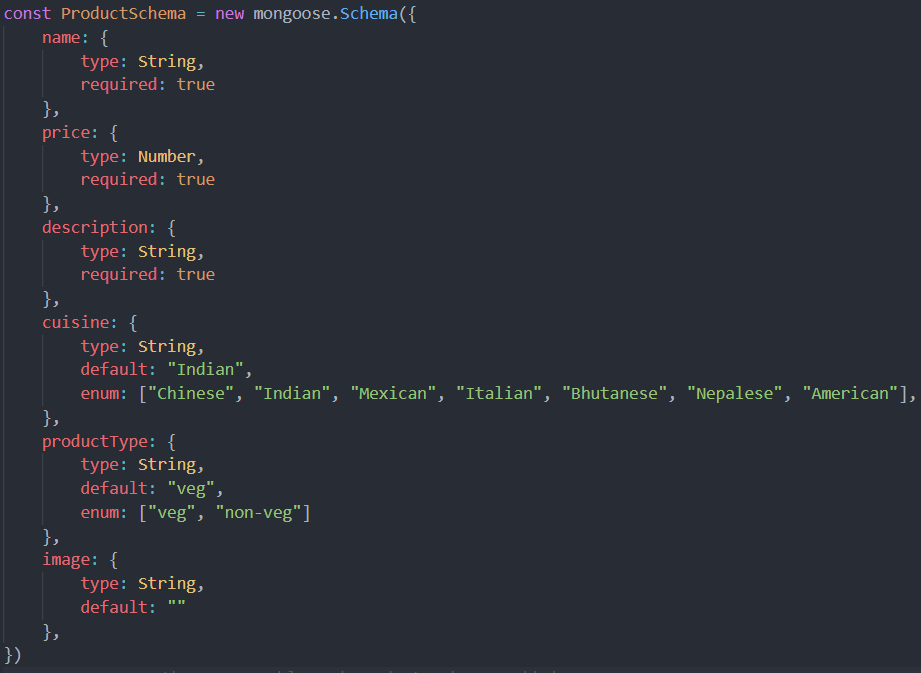 const ProductSchema = new mongoose.Schema({
    name: {
        type: String,
        required: true
    },
    price: {
        type: Number,
        required: true
    },
    description: {
        type: String,
        required: true
    },
    cuisine: {
        type: String,
        default: "Indian",
        enum: ["Chinese", "Indian", "Mexican", "Italian", "Bhutanese", "Nepalese", "American"],
    },
    productType: {
        type: String,
        default: "veg",
        enum: ["veg", "non-veg"]
    },
    image: {
        type: String,
        default: ""
    },
})